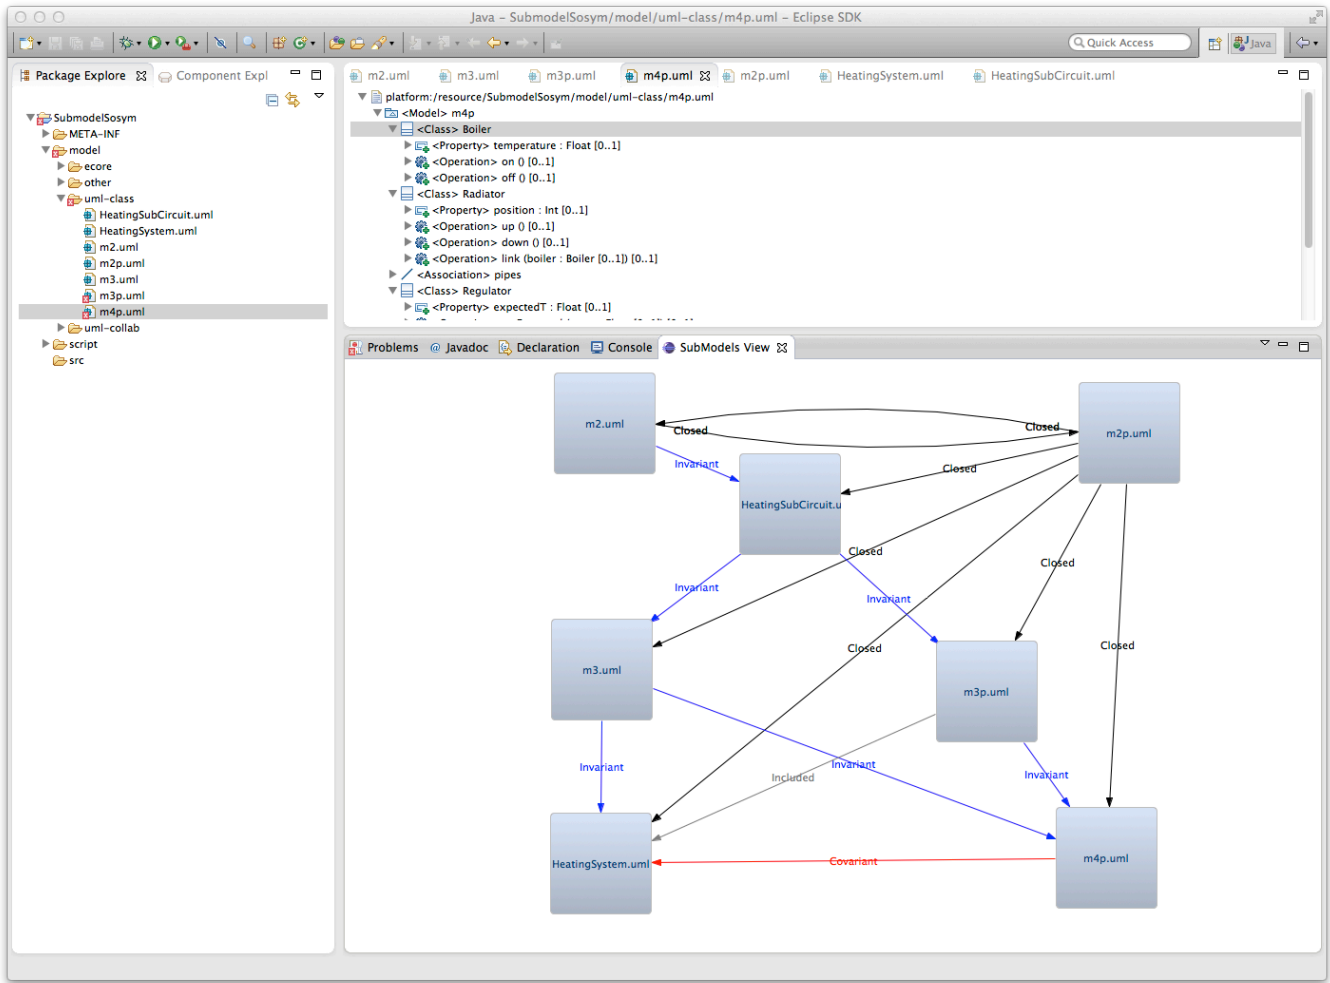 Java – SubmodelSosym/model/uml-class/m4p.uml – Eclipse SDK
Quick Access
Java
Package Explore
Component Expl
SubmodelSosym
META-INF
model
ecore
other
uml-class
HeatingSubCircuit.uml
HeatingSystem.uml
m2.uml
m2p.uml
m3.uml
m3p.uml
m4p.uml
uml-collab
script
src
m2.uml
m3.uml
m3p.uml
m4p.uml
m2p.uml
HeatingSystem.uml
HeatingSubCircuit.uml
platform:/resource/SubmodelSosym/model/uml-class/m4p.uml
<Model> m4p
<Class> Boiler
<Property> temperature : Float [0..1]
<Operation> on () [0..1]
<Operation> off () [0..1]
<Class> Radiator
<Property> position : Int [0..1]
<Operation> up () [0..1]
<Operation> down () [0..1]
<Operation> link (boiler : Boiler [0..1]) [0..1]
<Association> pipes
<Class> Regulator
<Property> expectedT : Float [0..1]
Problems
@ Javadoc
Declaration
Console
SubModels View
m2.uml
Closed
Closed
m2p.uml
Invariant
Closed
HeatingSubCircuit.u
Closed
Closed
Invariant
Invariant
Closed
Closed
m3.uml
m3p.uml
Invariant
Included
Invariant
Invariant
HeatingSystem.uml
Covariant
m4p.uml